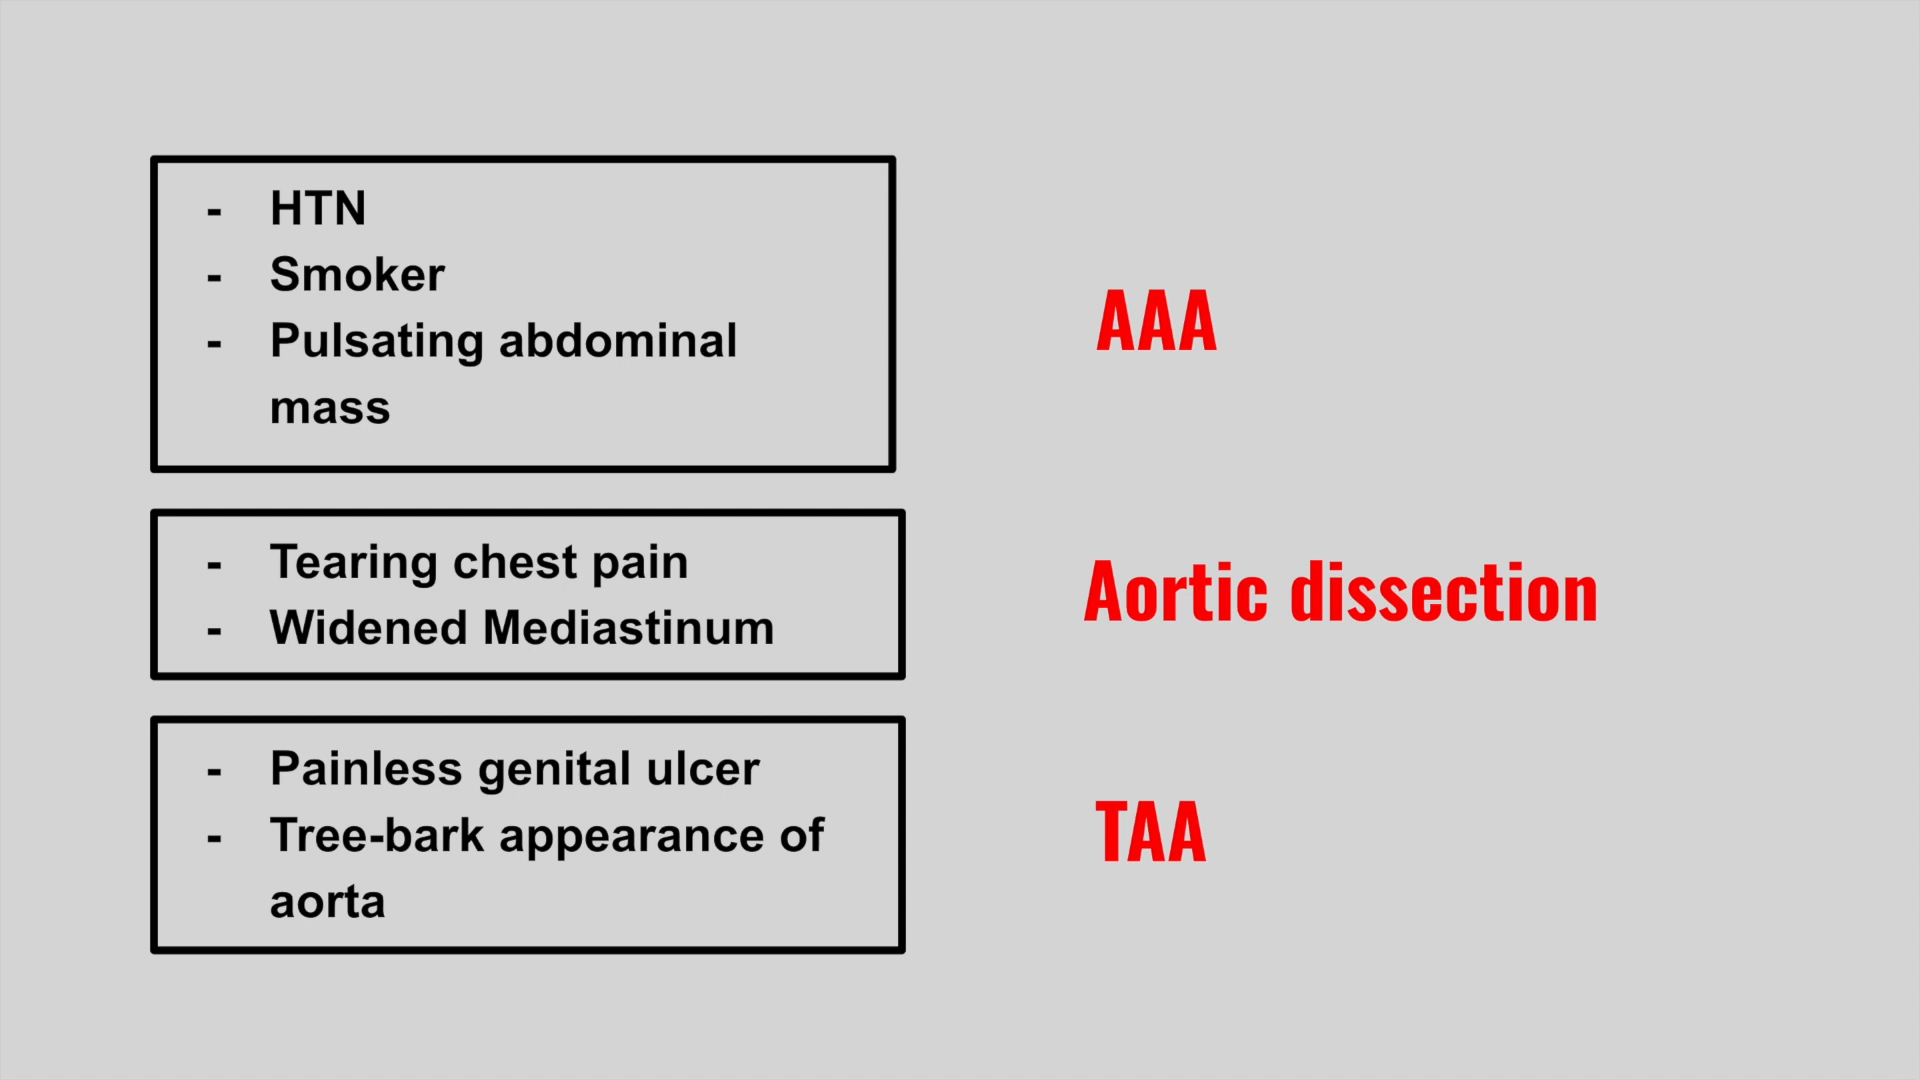 - HTN
- Smoker
- Pulsating abdominal
mass
AAA
- Tearing chest pain
- Widened Mediastinum
Aortic dissection
- Painless genital ulcer
- Tree-bark appearance of
aorta
TAA